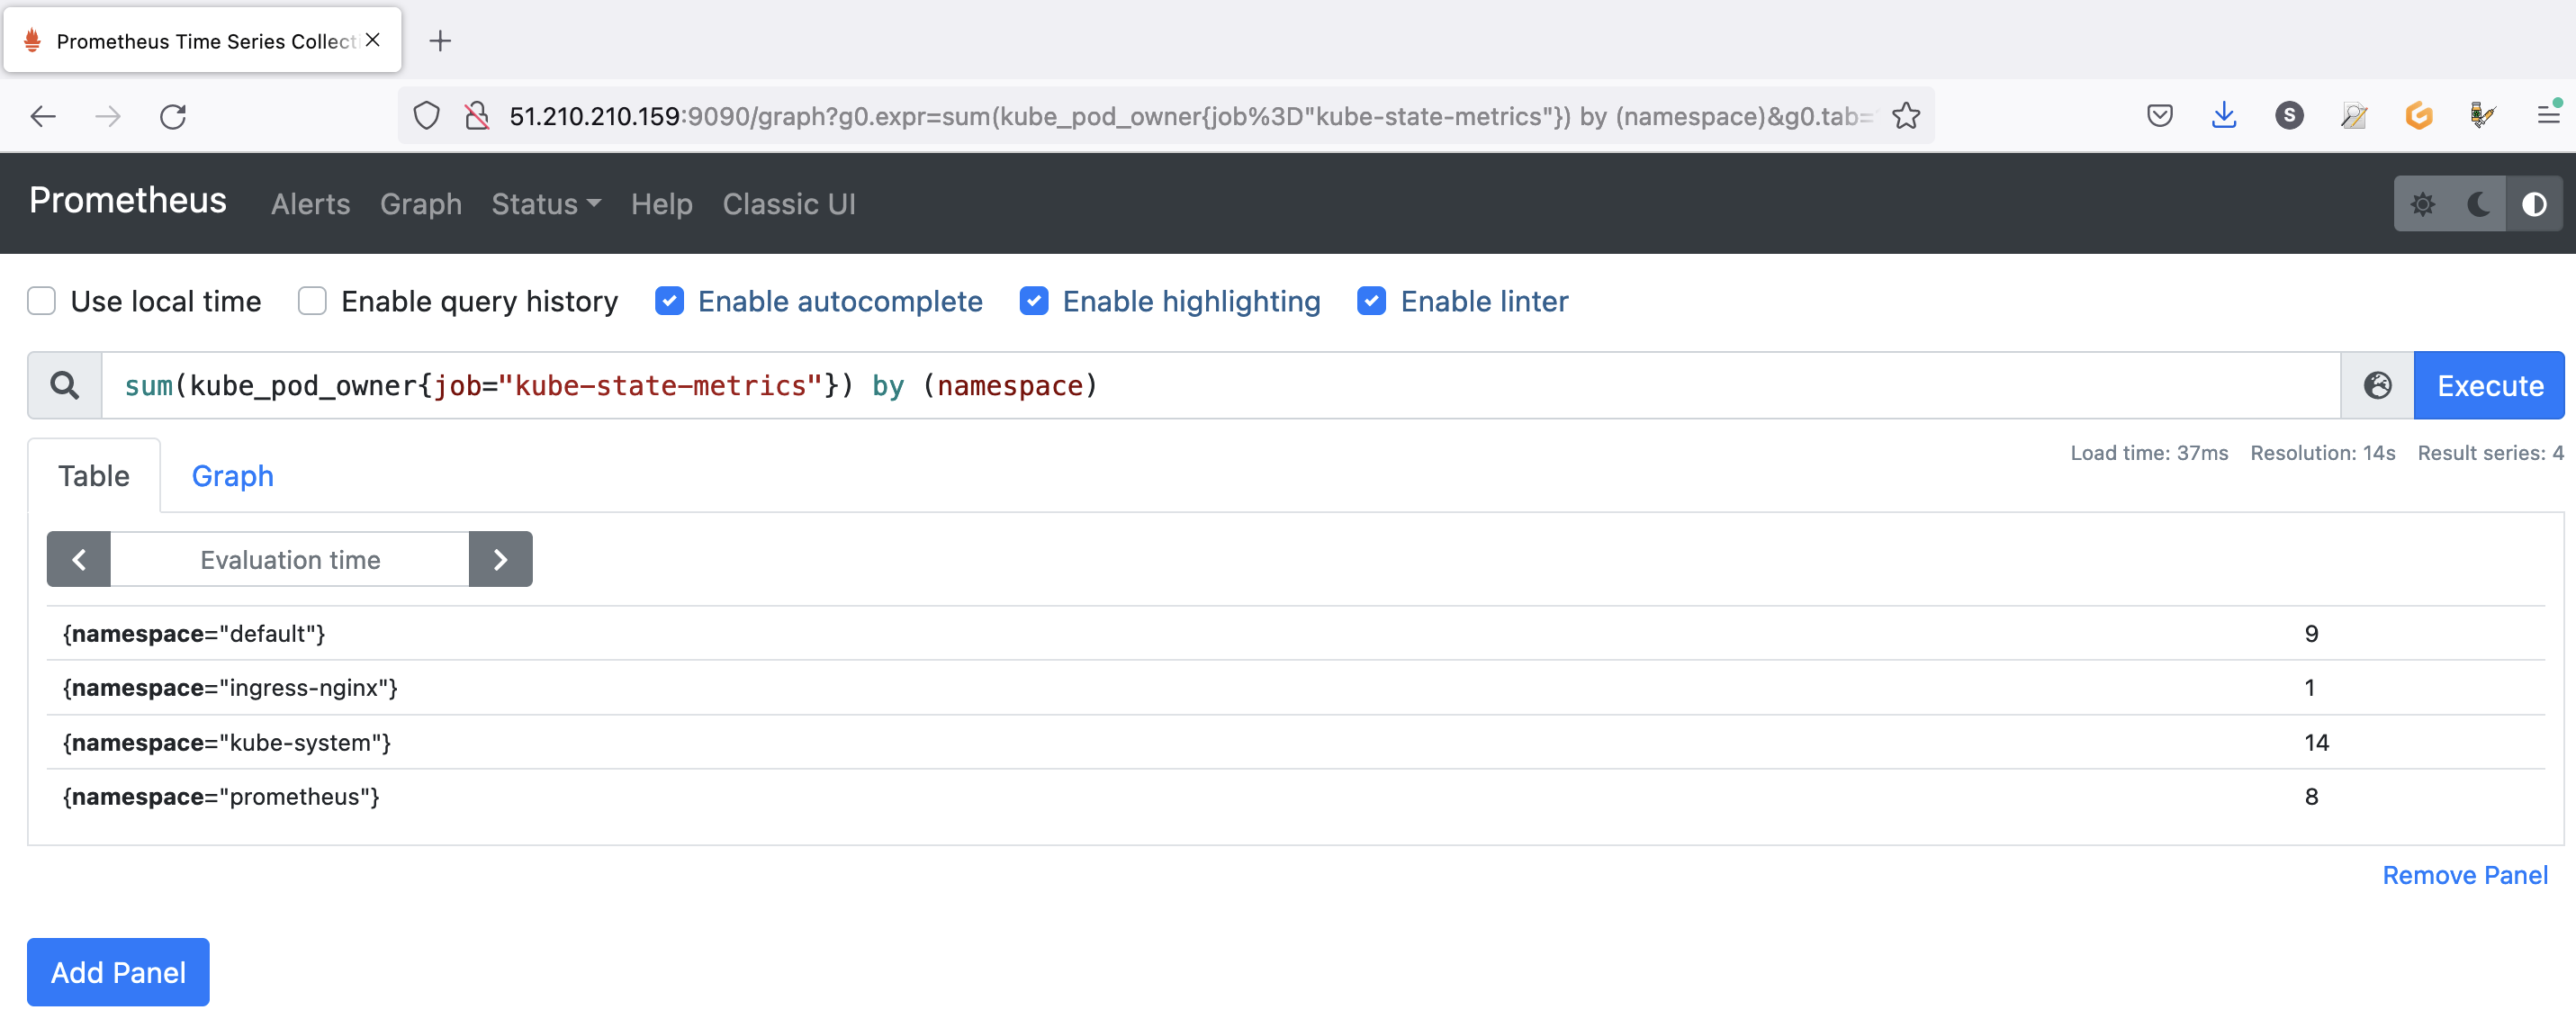 Prometheus Time Series Collecti
51.210.210.159:9090/graph?g0.expr=sum(kube_pod_owner{job%3D"kube-state-metrics"}) by (namespace)&g0.tab=
S
Prometheus Alerts Graph Status Help Classic UI
Use local time Enable query history Enable autocomplete Enable highlighting Enable linter
sum(kube_pod_owner{job="kube-state-metrics"}) by (namespace) Execute
Table Graph Load time: 37ms Resolution: 14s Result series: 4
Evaluation time
{namespace="default"} 9
{namespace="ingress-nginx"} 1
{namespace="kube-system"} 14
{namespace="prometheus"} 8
Remove Panel
Add Panel